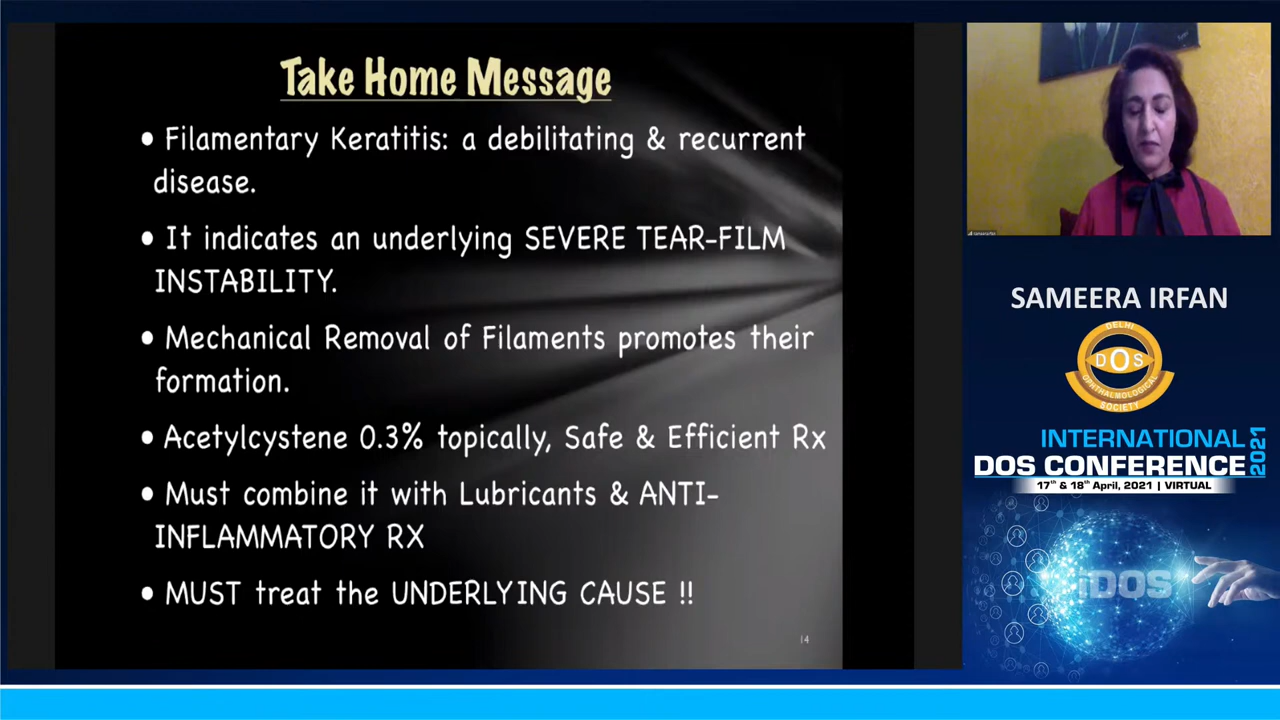 Take Home Message
• Filamentary Keratitis: a debilitating & recurrent
disease.
• It indicates an underlying SEVERE TEAR-FILM
INSTABILITY.
• Mechanical Removal of Filaments promotes their
formation.
• Acetylcystene 0.3% topically, Safe & Efficient Rx
• Must combine it with Lubricants & ANTI-
INFLAMMATORY RX
• MUST treat the UNDERLYING CAUSE !!
14
SAMEERA IRFAN
DELHI
DOS
OPHTHALMOLOGICAL
SOCIETY
INTERNATIONAL
DOS CONFERENCE
2021
17th & 18th April, 2021 | VIRTUAL
iDOS